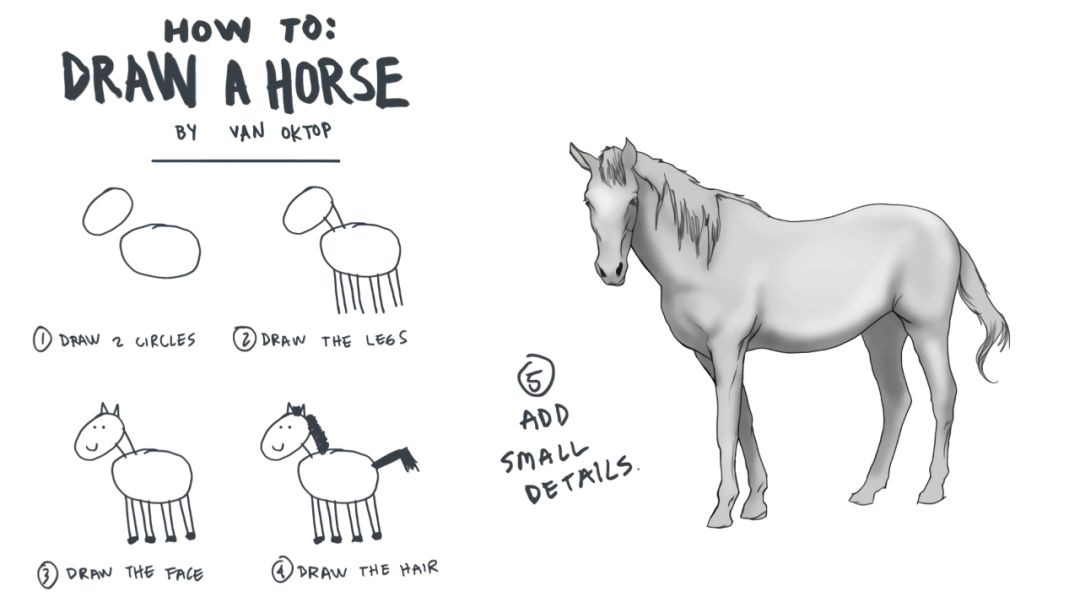 HOW TO:
DRAW A HORSE
BY VAN OKTOP
① DRAW 2 CIRCLES
② DRAW THE LEGS
③ DRAW THE FACE
④ DRAW THE HAIR
⑤
ADD
SMALL
DETAILS.